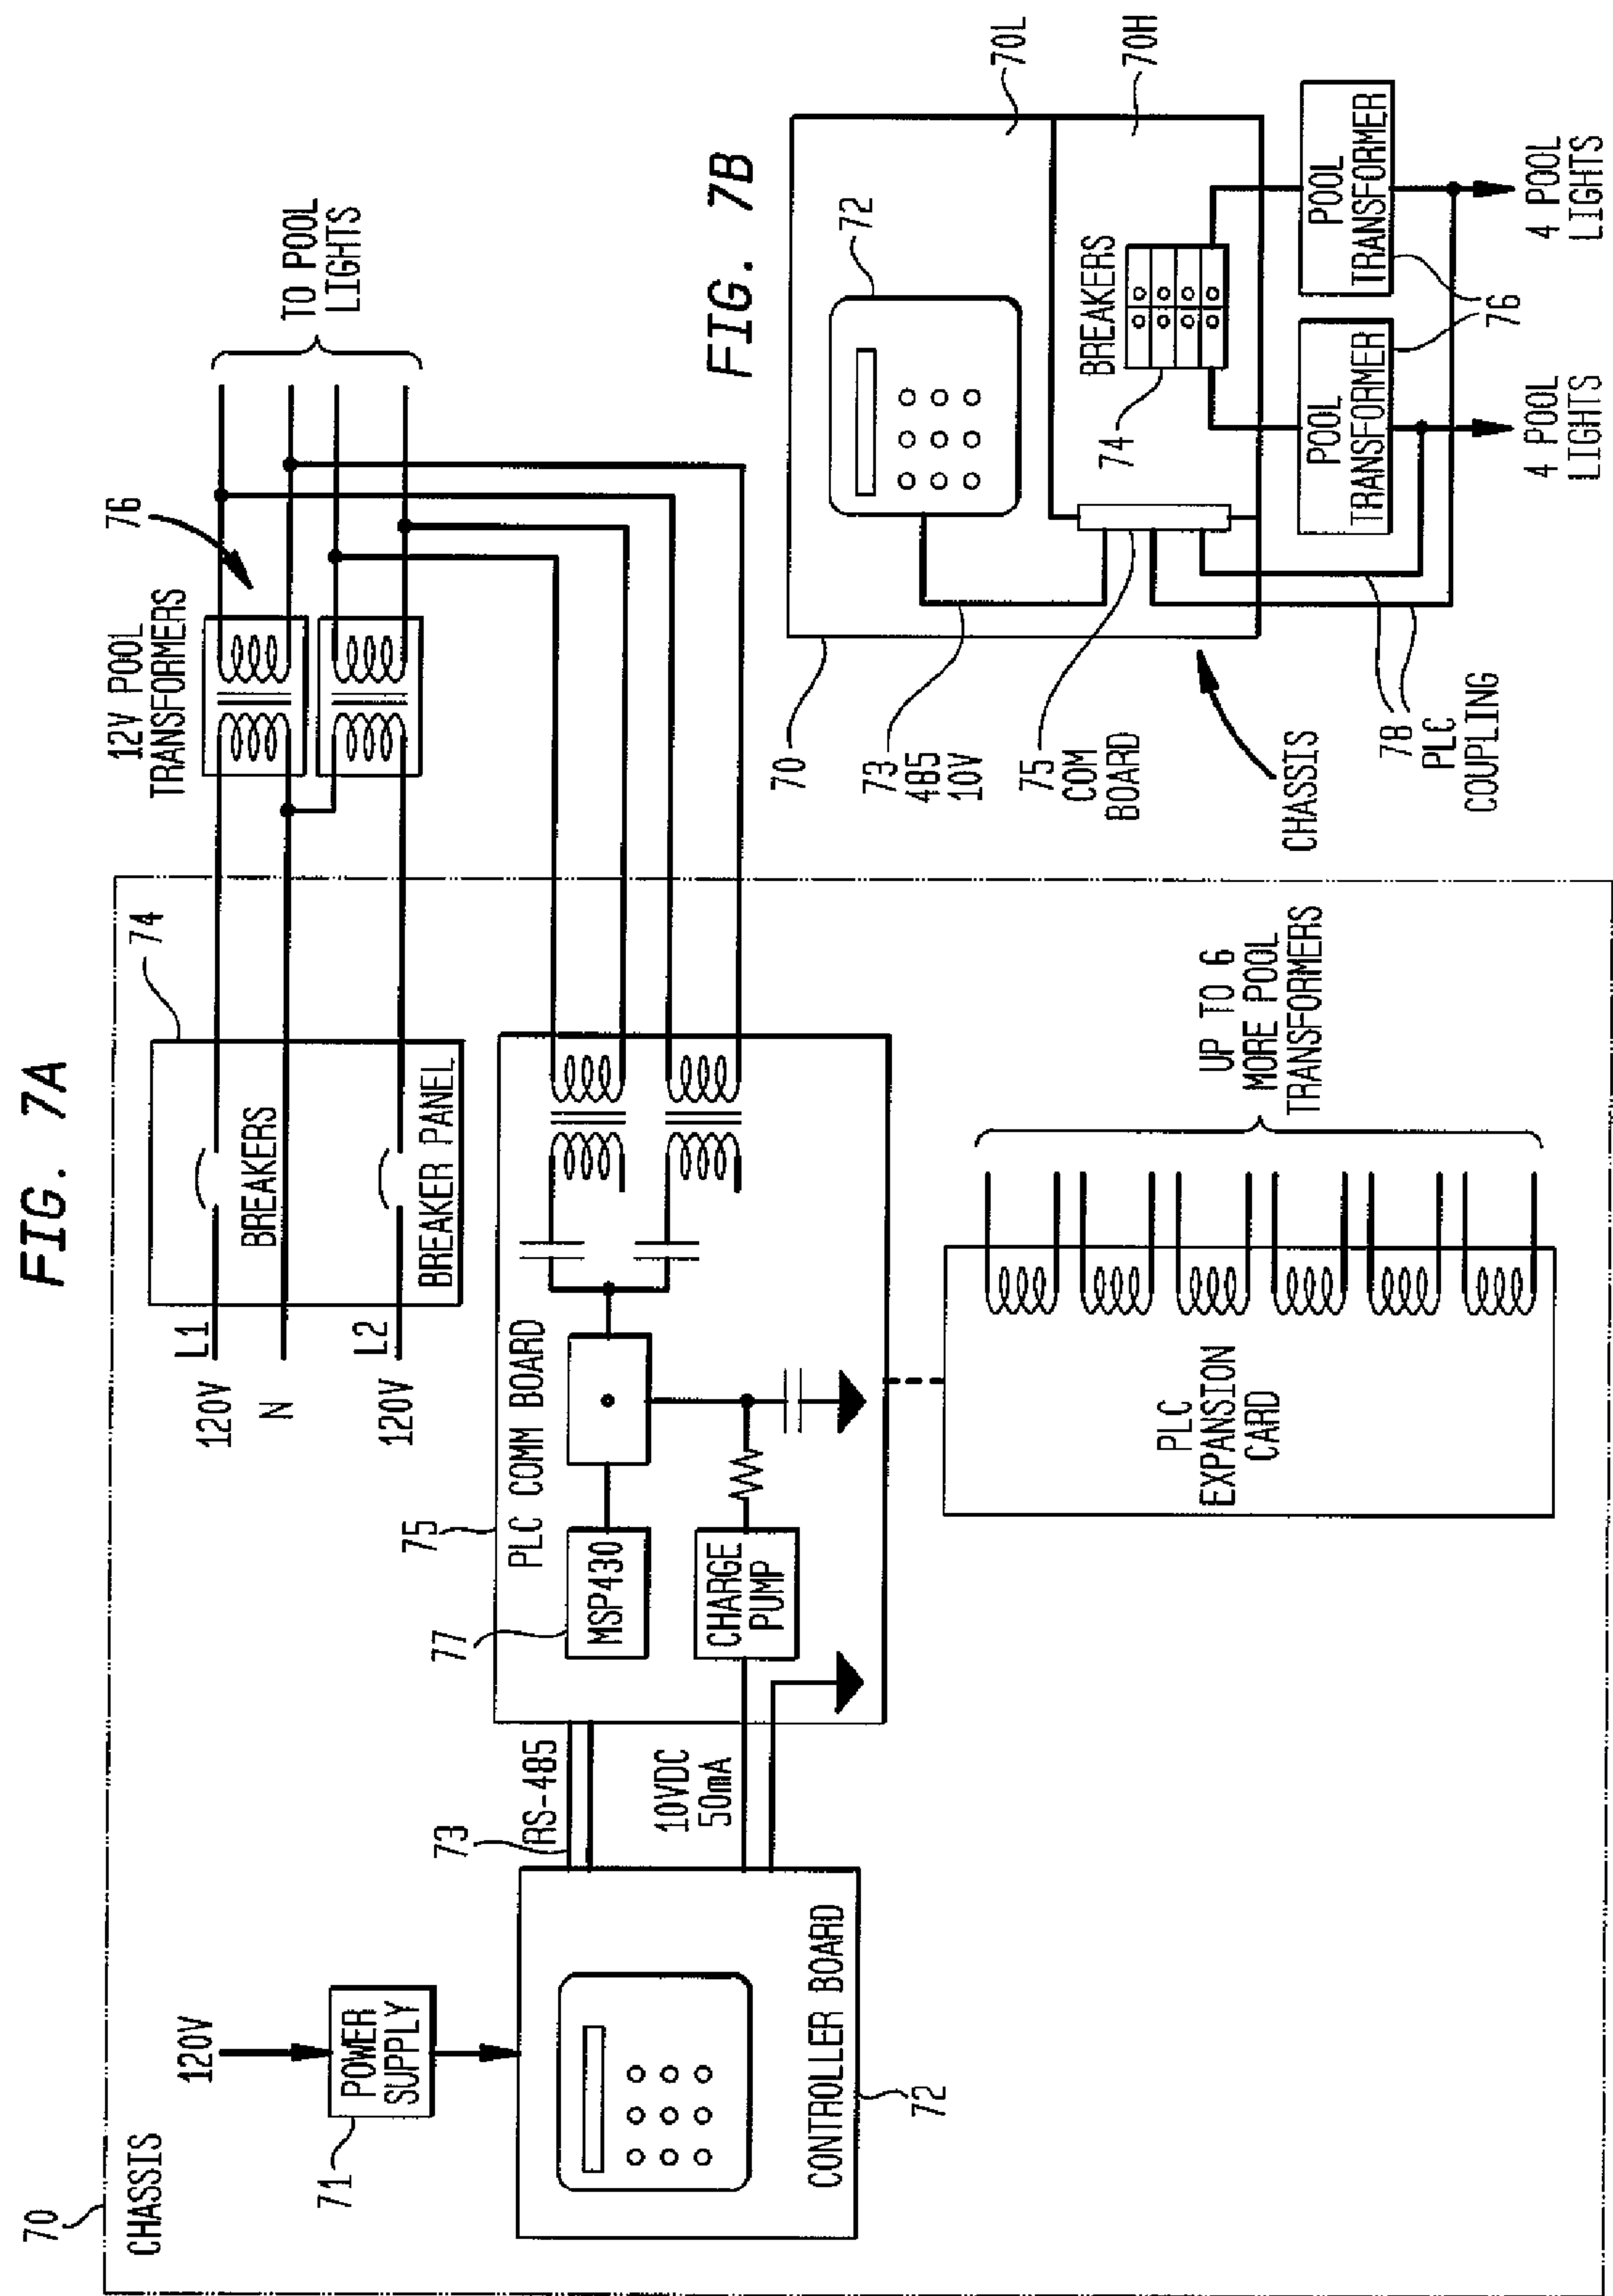 FIG. 7A
70
CHASSIS
120V
71
POWER
SUPPLY
CONTROLLER BOARD
72
73
RS-485
10VDC
50mA
75
PLC COMM BOARD
77
MSP430
CHARGE
PUMP
120V
L1
N
120V
L2
74
BREAKERS
BREAKER PANEL
12V POOL
TRANSFORMERS
76
TO POOL
LIGHTS
PLC
EXPANSION
CARD
UP TO 6
MORE POOL
TRANSFORMERS
FIG. 7B
70
73
485
10V
75
COM
BOARD
CHASSIS
78
PLC
COUPLING
72
70L
70H
BREAKERS
74
POOL
TRANSFORMER
POOL
TRANSFORMER
76
4 POOL
LIGHTS
4 POOL
LIGHTS